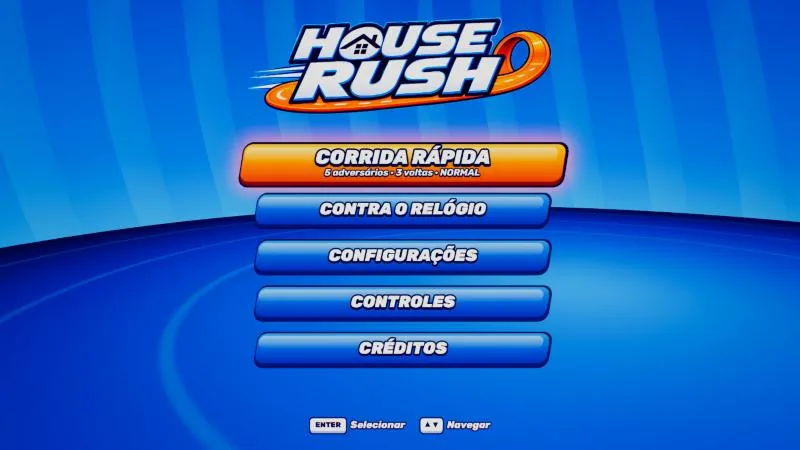 HOUSE
RUSH
CORRIDA RÁPIDA
5 adversários · 3 voltas · NORMAL
CONTRA O RELÓGIO
CONFIGURAÇÕES
CONTROLES
CRÉDITOS
ENTER Selecionar ▲▼ Navegar